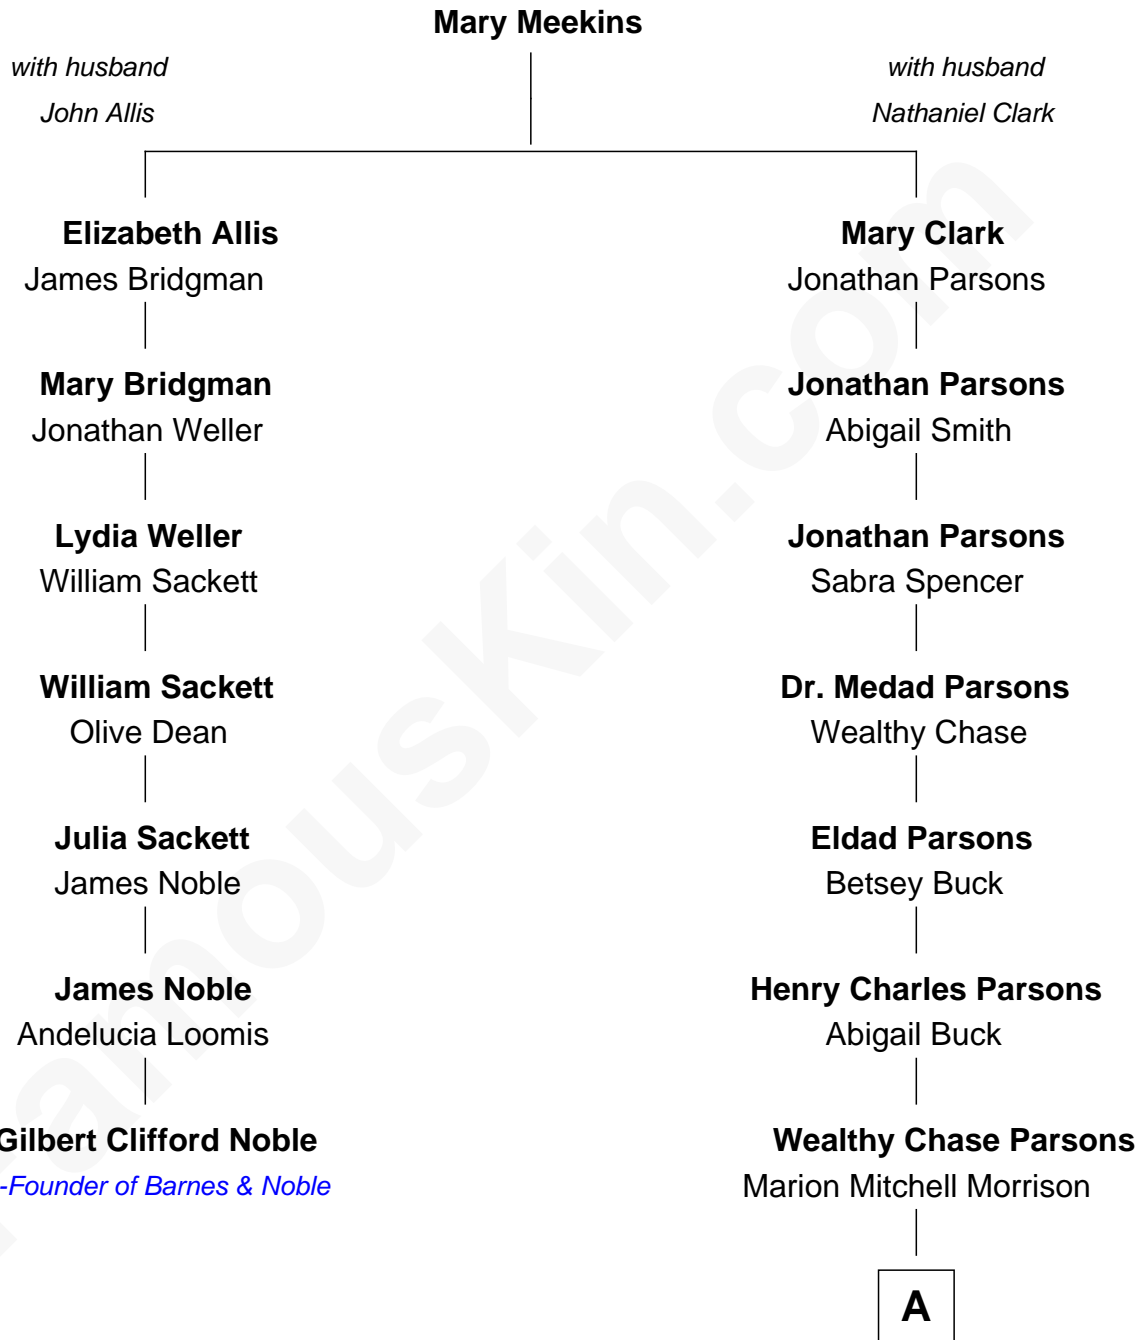 Mary Meekins
with husband
John Allis
with husband
Nathaniel Clark
Elizabeth Allis
James Bridgman
Mary Clark
Jonathan Parsons
Mary Bridgman
Jonathan Weller
Jonathan Parsons
Abigail Smith
Lydia Weller
William Sackett
Jonathan Parsons
Sabra Spencer
William Sackett
Olive Dean
Dr. Medad Parsons
Wealthy Chase
Julia Sackett
James Noble
Eldad Parsons
Betsey Buck
James Noble
Andelucia Loomis
Henry Charles Parsons
Abigail Buck
Gilbert Clifford Noble
-Founder of Barnes & Noble
Wealthy Chase Parsons
Marion Mitchell Morrison
A
FamousKin.com